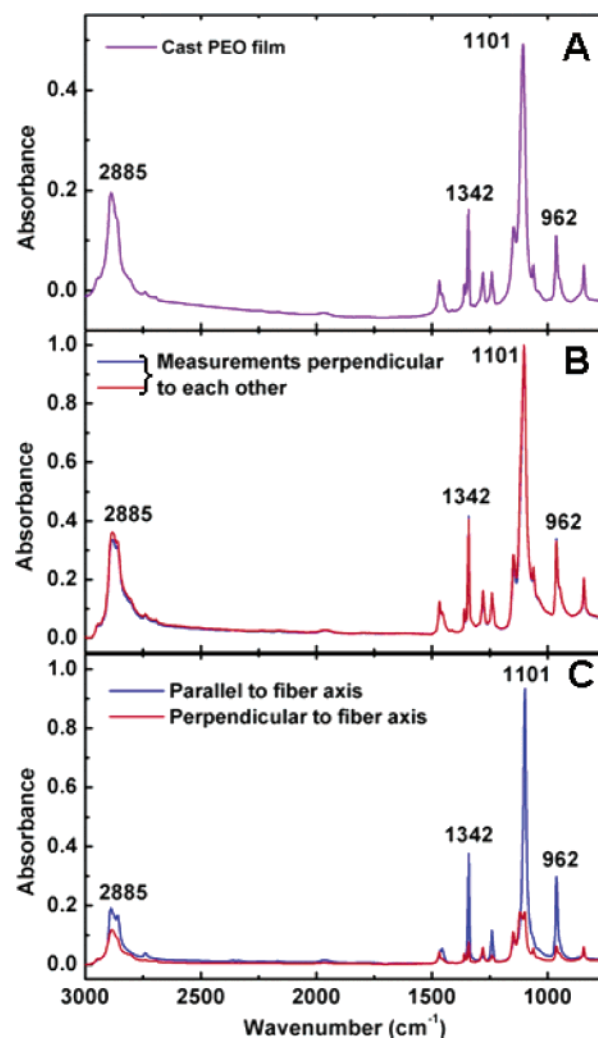 Cast PEO film
A
1101
2885
1342
962
Absorbance
0.4
0.2
0.0
Measurements perpendicular
to each other
B
1101
2885
1342
962
Absorbance
1.0
0.8
0.6
0.4
0.2
0.0
Parallel to fiber axis
Perpendicular to fiber axis
C
1101
2885
1342
962
Absorbance
1.0
0.8
0.6
0.4
0.2
0.0
3000 2500 2000 1500 1000
Wavenumber (cm⁻¹)